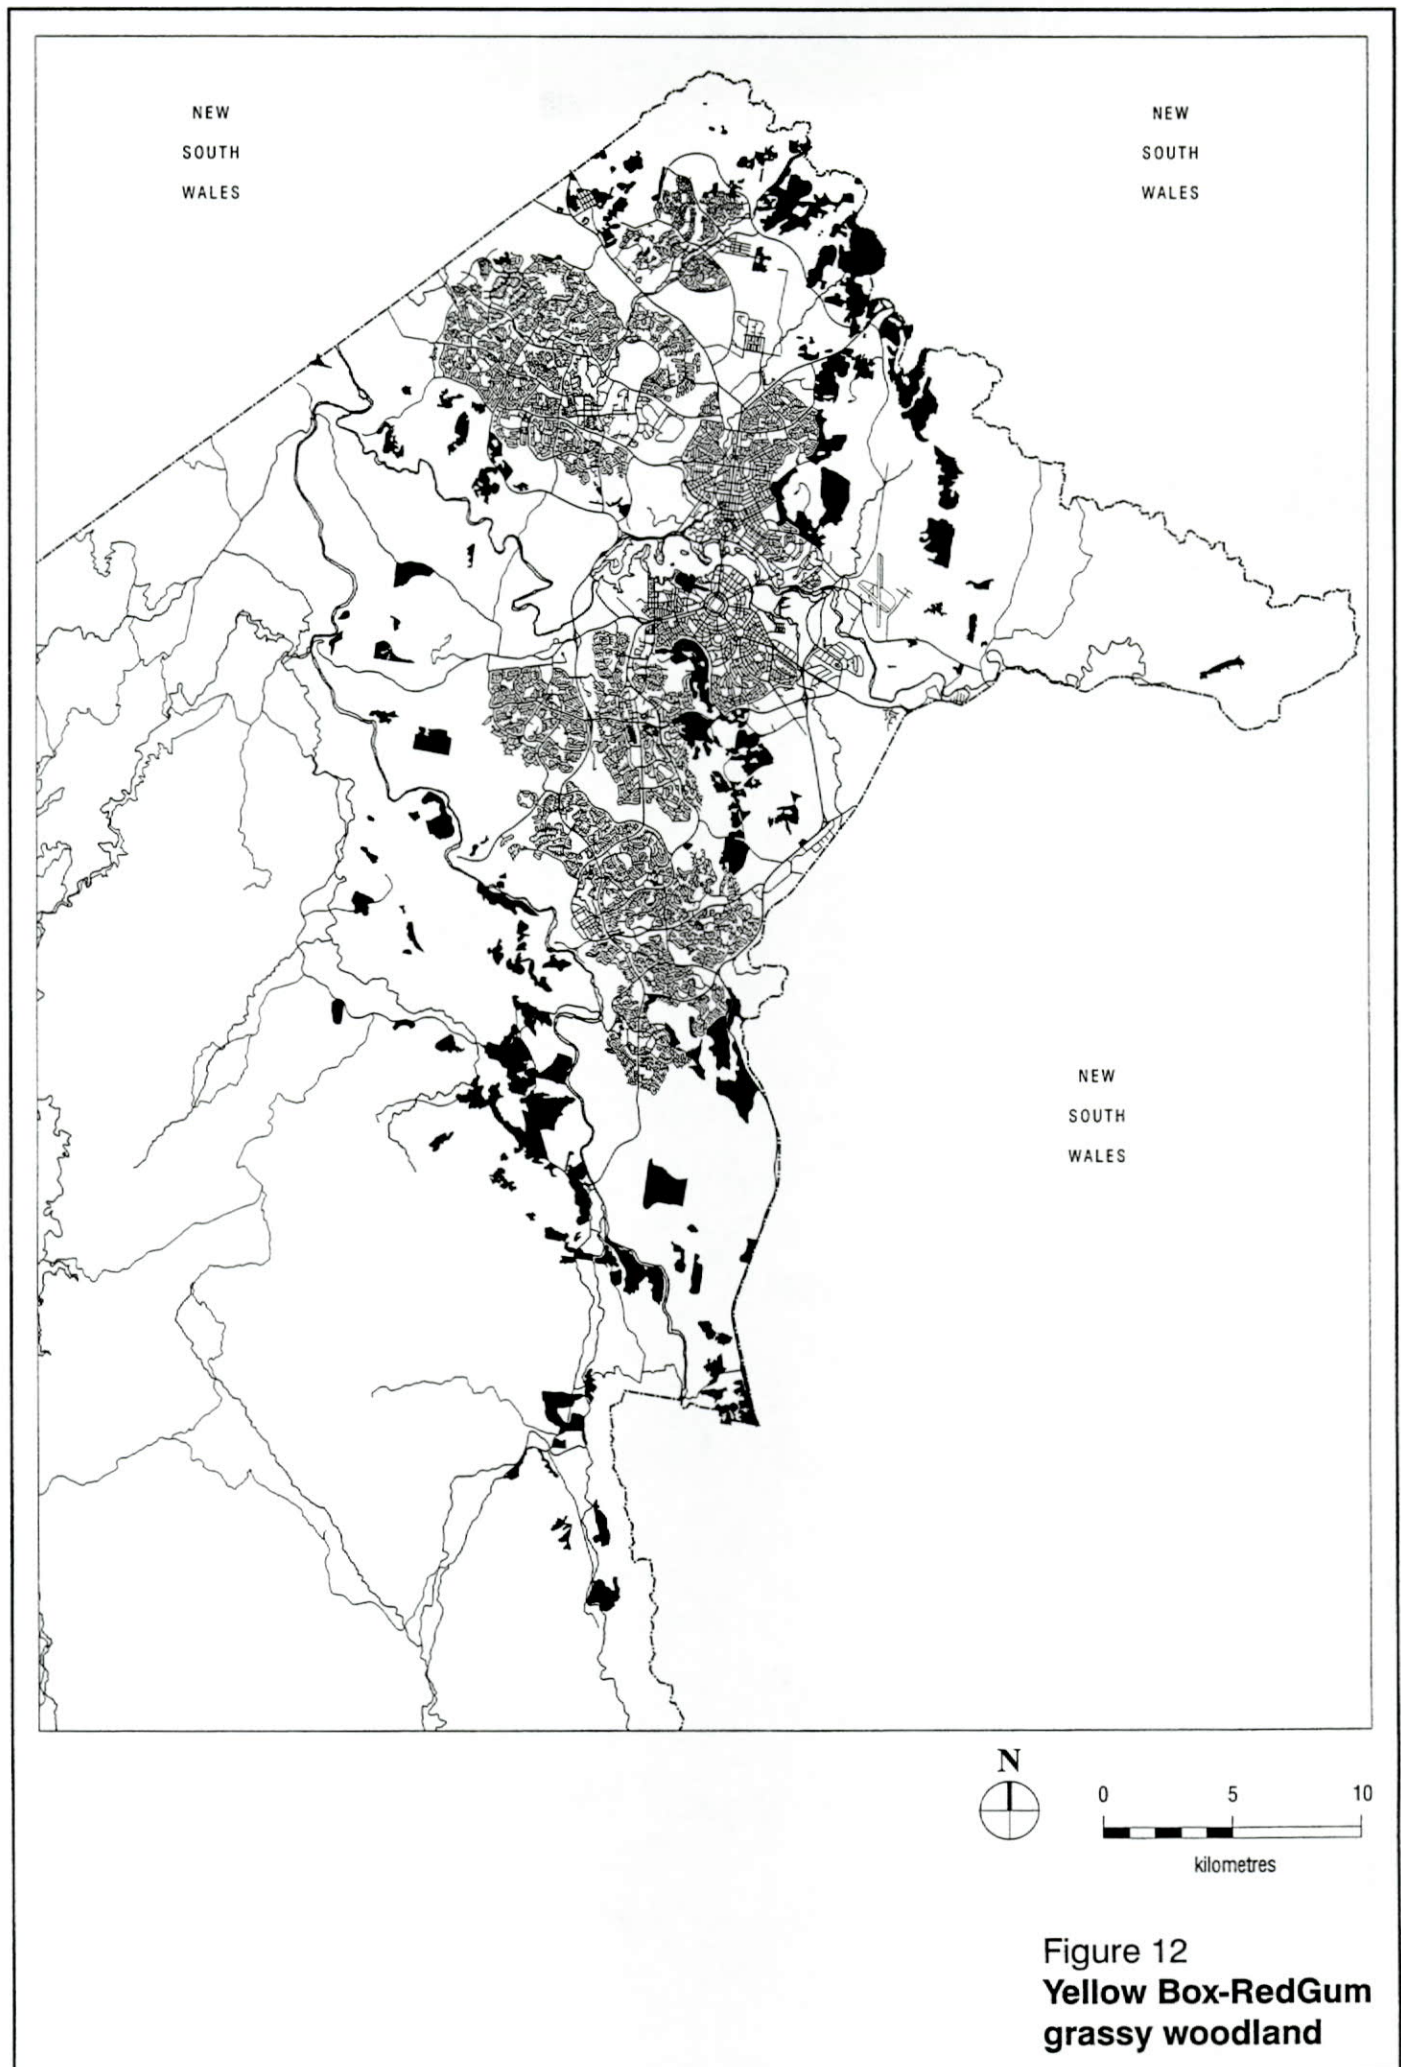 NEW
SOUTH
WALES
NEW
SOUTH
WALES
NEW
SOUTH
WALES
N
0 5 10
kilometres
Figure 12
Yellow Box-RedGum
grassy woodland